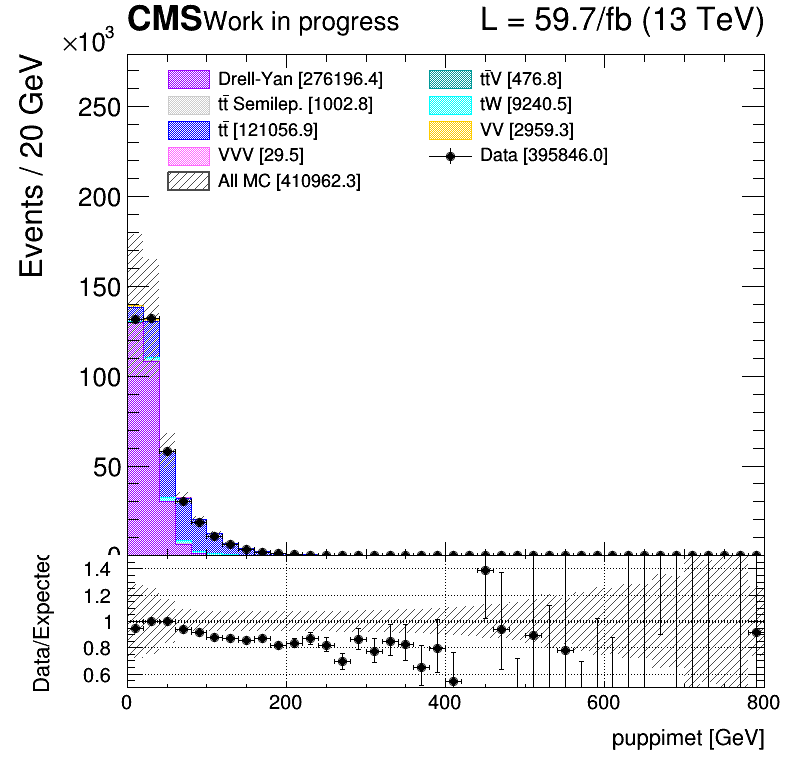 CMS Work in progress L = 59.7/fb (13 TeV)
×10³
Events / 20 GeV
250
200
150
100
50
0
Drell-Yan [276196.4]
tt̄ Semilep. [1002.8]
tt̄ [121056.9]
VVV [29.5]
All MC [410962.3]
tt̄V [476.8]
tW [9240.5]
VV [2959.3]
Data [395846.0]
Data/Expected
1.4
1.2
1
0.8
0.6
0 200 400 600 800
puppimet [GeV]